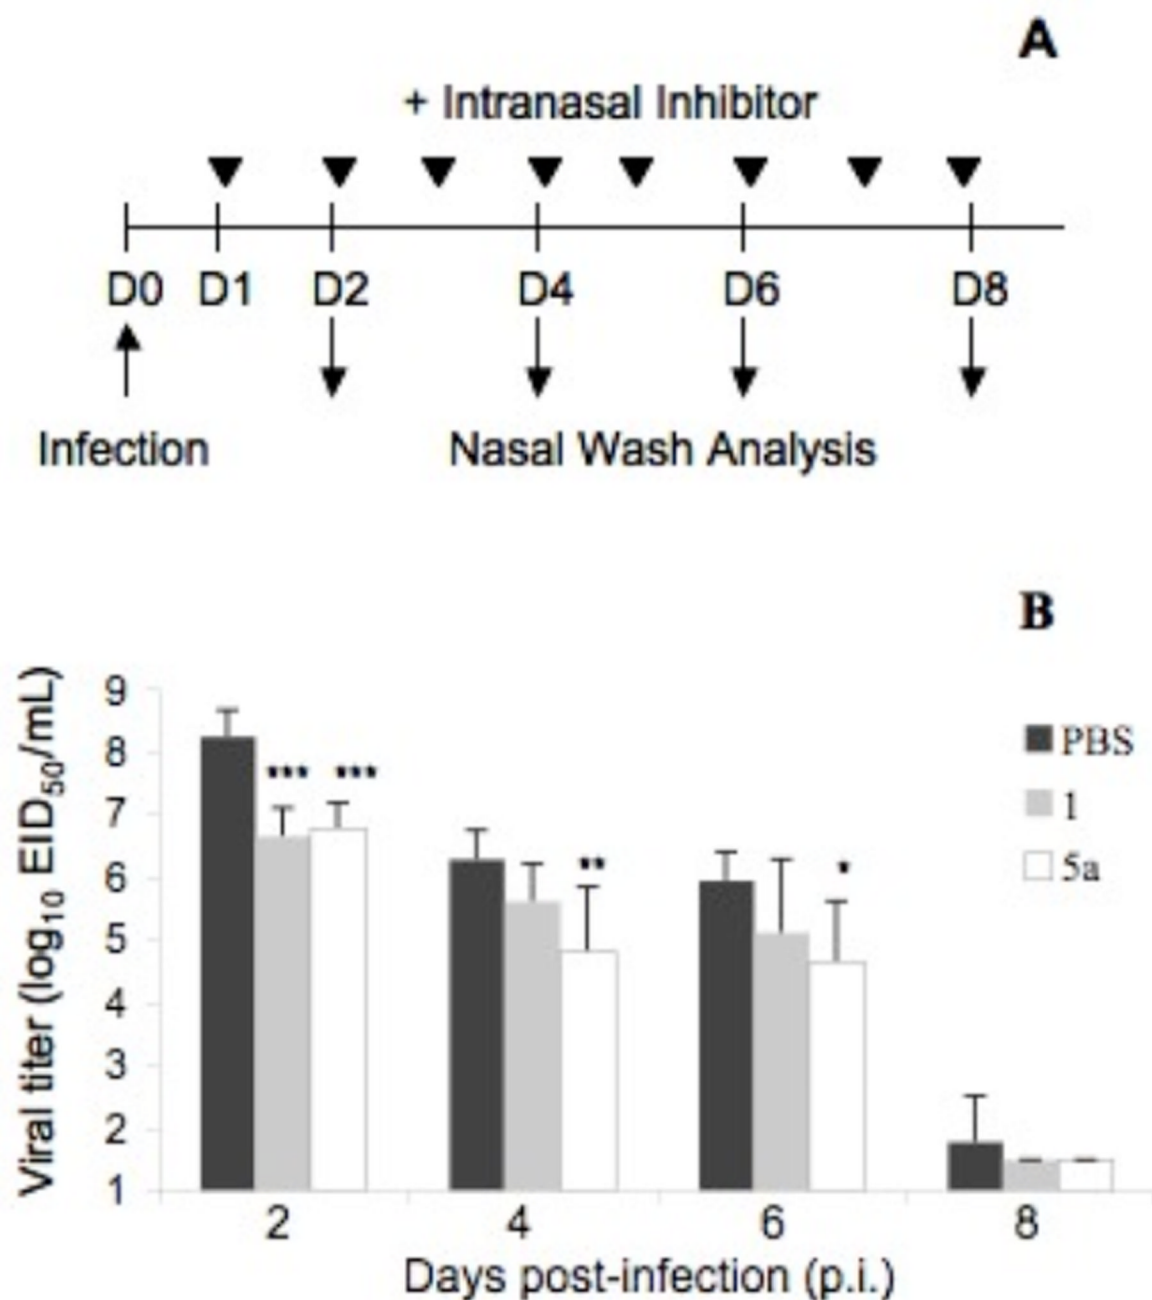 A
+ Intranasal Inhibitor
D0 D1 D2 D4 D6 D8
Infection Nasal Wash Analysis
B
Viral titer (log10 EID50/mL)
9
8
7
6
5
4
3
2
1
*** ***
**
*
PBS
1
5a
2 4 6 8
Days post-infection (p.i.)